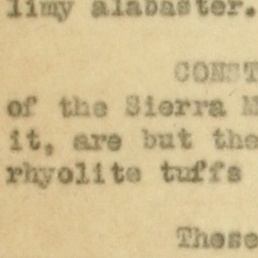 limy alabaster.
CONST
of the Sierra M
it, are but the
rhyolite tuffs
These